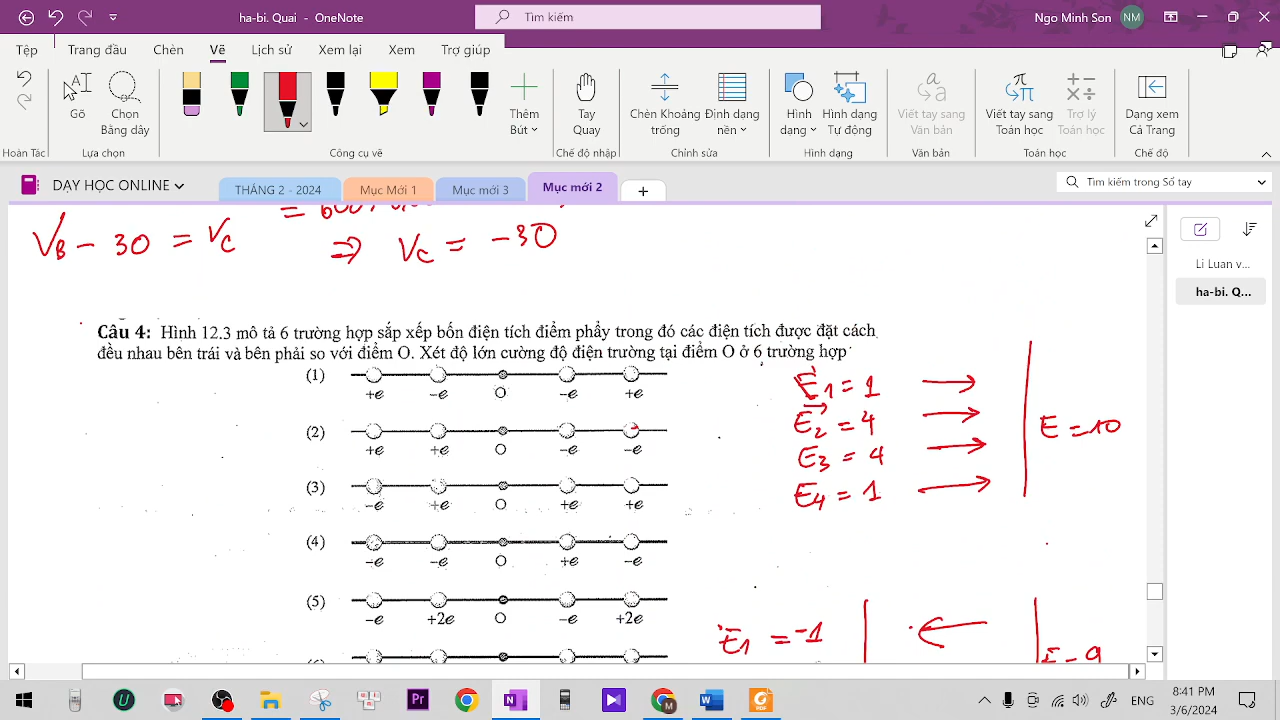 ha-bi. Quai - OneNote
Tìm kiếm
Ngo Minh Son NM
Tệp Trang đầu Chèn Vẽ Lịch sử Xem lại Xem Trợ giúp
Hoàn Tác
Gõ
Chọn Bằng dây
Lựa chọn
Thêm Bút
Công cụ vẽ
Tay Quay
Chế độ nhập
Chèn Khoảng trống
Định dạng nền
Chỉnh sửa
Hình dạng
Hình dạng Tự động
Hình dạng
Viết tay sang Văn bản
Văn bản
Viết tay sang Toán học
Trợ lý Toán học
Toán học
Dạng xem Cả Trang
Chế độ
DẠY HỌC ONLINE THÁNG 2 - 2024 Mục Mới 1 Mục mới 3 Mục mới 2 +
Tìm kiếm trong Sổ tay
Li Luan v...
ha-bi. Q...
V_B - 30 = V_C ⇒ V_C = -30
Câu 4: Hình 12.3 mô tả 6 trường hợp sắp xếp bốn điện tích điểm phẩy trong đó các điện tích được đặt cách
đều nhau bên trái và bên phải so với điểm O. Xét độ lớn cường độ điện trường tại điểm O ở 6 trường hợp
(1) +e -e O -e +e
(2) +e +e O -e -e
(3) -e +e O +e +e
(4) -e -e O +e -e
(5) -e +2e O -e +2e
E₁ = 1 →
E₂ = 4 →
E₃ = 4 →
E₄ = 1 →
E = 10
E₁ = -1 ←
ENG
8:41 PM
3/6/2024